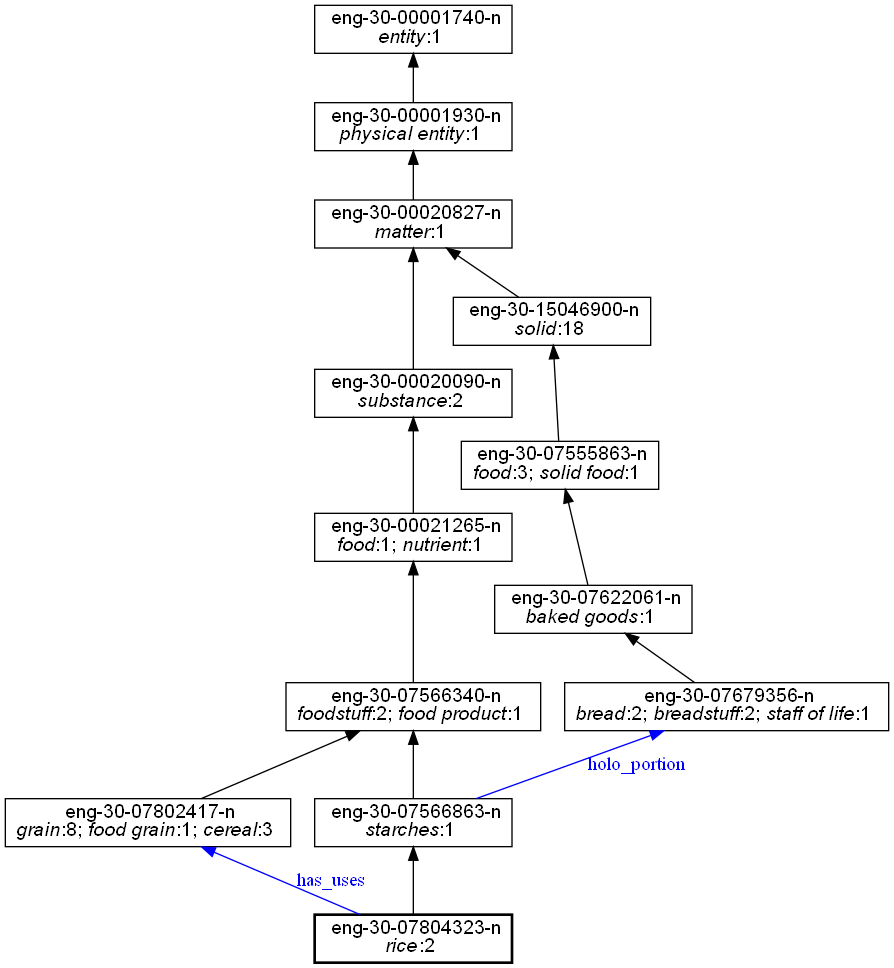 eng-30-00001740-n
entity:1
eng-30-00001930-n
physical entity:1
eng-30-00020827-n
matter:1
eng-30-15046900-n
solid:18
eng-30-00020090-n
substance:2
eng-30-07555863-n
food:3; solid food:1
eng-30-00021265-n
food:1; nutrient:1
eng-30-07622061-n
baked goods:1
eng-30-07566340-n
foodstuff:2; food product:1
eng-30-07679356-n
bread:2; breadstuff:2; staff of life:1
holo_portion
eng-30-07802417-n
grain:8; food grain:1; cereal:3
eng-30-07566863-n
starches:1
has_uses
eng-30-07804323-n
rice:2